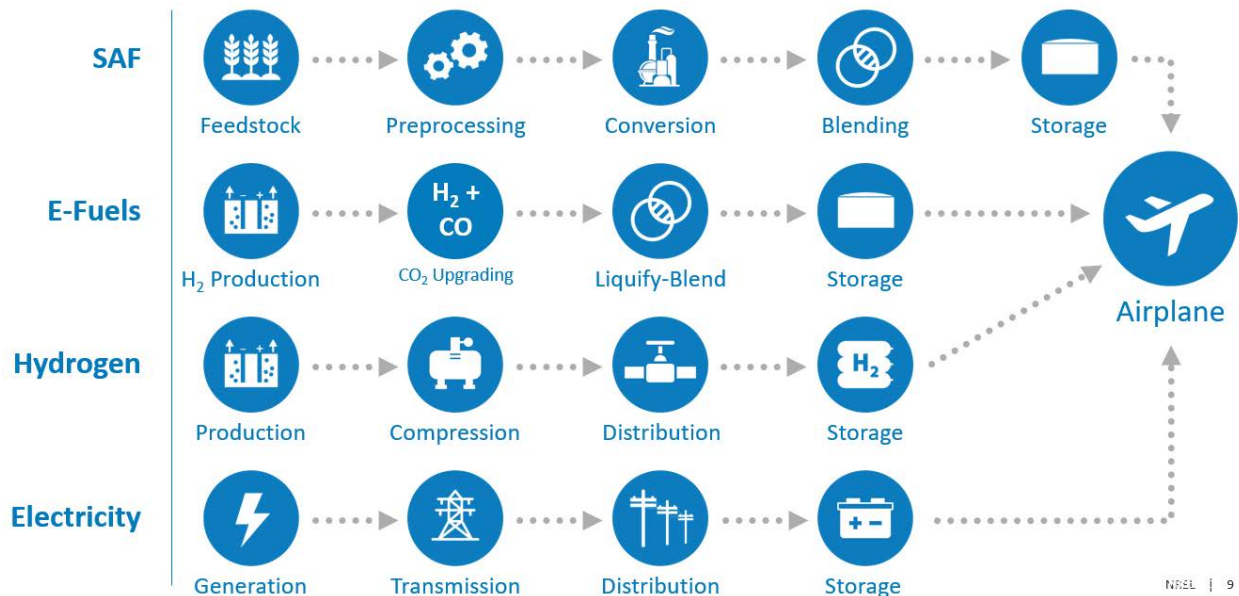 SAF
Feedstock
Preprocessing
Conversion
Blending
Storage
E-Fuels
H₂ +
CO
H₂ Production
CO₂ Upgrading
Liquify-Blend
Storage
Airplane
Hydrogen
H₂
Production
Compression
Distribution
Storage
Electricity
Generation
Transmission
Distribution
Storage
NREL | 9